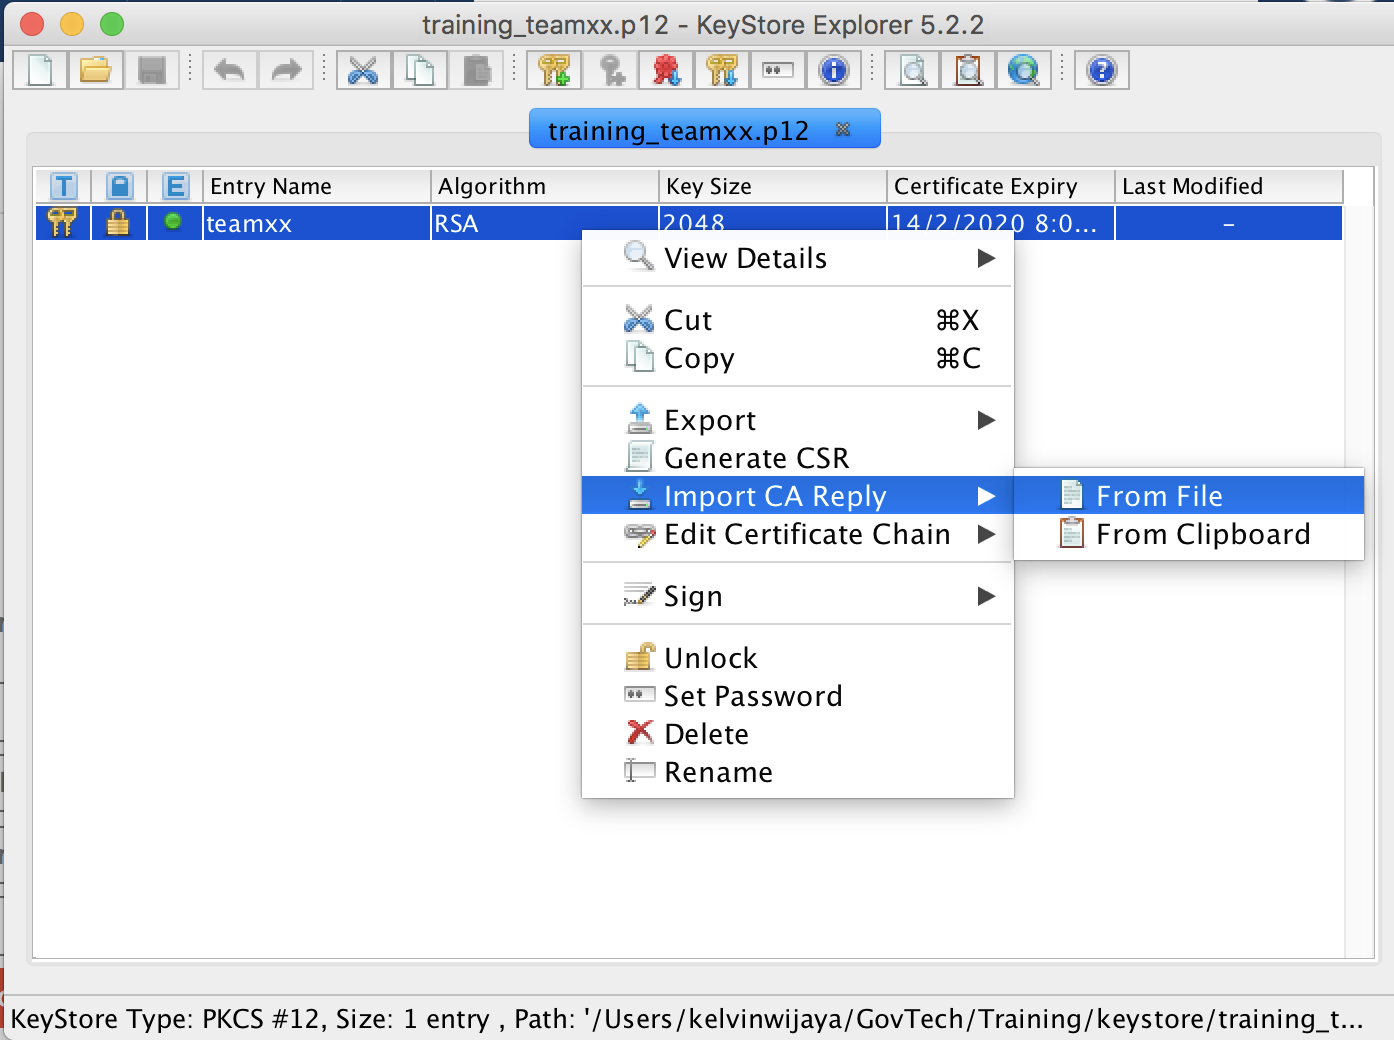 training_teamxx.p12 - KeyStore Explorer 5.2.2
training_teamxx.p12
T E Entry Name Algorithm Key Size Certificate Expiry Last Modified
teamxx RSA 2048 14/2/2020 8:0... –
View Details
Cut ⌘X
Copy ⌘C
Export
Generate CSR
Import CA Reply
From File
Edit Certificate Chain
From Clipboard
Sign
Unlock
Set Password
Delete
Rename
KeyStore Type: PKCS #12, Size: 1 entry , Path: '/Users/kelvinwijaya/GovTech/Training/keystore/training_t...